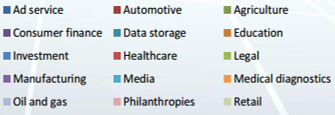 Ad service Automotive Agriculture
Consumer finance Data storage Education
Investment Healthcare Legal
Manufacturing Media Medical diagnostics
Oil and gas Philanthropies Retail